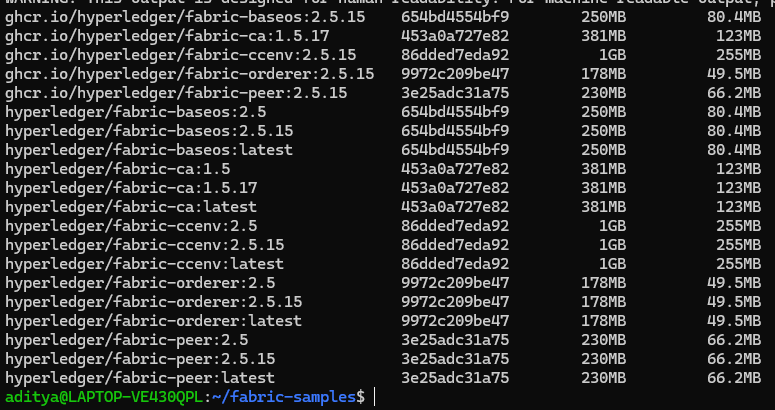 WARNING: This output is designed for human readability. For machine-readable output, p
ghcr.io/hyperledger/fabric-baseos:2.5.15 654bd4554bf9 250MB 80.4MB
ghcr.io/hyperledger/fabric-ca:1.5.17 453a0a727e82 381MB 123MB
ghcr.io/hyperledger/fabric-ccenv:2.5.15 86dded7eda92 1GB 255MB
ghcr.io/hyperledger/fabric-orderer:2.5.15 9972c209be47 178MB 49.5MB
ghcr.io/hyperledger/fabric-peer:2.5.15 3e25adc31a75 230MB 66.2MB
hyperledger/fabric-baseos:2.5 654bd4554bf9 250MB 80.4MB
hyperledger/fabric-baseos:2.5.15 654bd4554bf9 250MB 80.4MB
hyperledger/fabric-baseos:latest 654bd4554bf9 250MB 80.4MB
hyperledger/fabric-ca:1.5 453a0a727e82 381MB 123MB
hyperledger/fabric-ca:1.5.17 453a0a727e82 381MB 123MB
hyperledger/fabric-ca:latest 453a0a727e82 381MB 123MB
hyperledger/fabric-ccenv:2.5 86dded7eda92 1GB 255MB
hyperledger/fabric-ccenv:2.5.15 86dded7eda92 1GB 255MB
hyperledger/fabric-ccenv:latest 86dded7eda92 1GB 255MB
hyperledger/fabric-orderer:2.5 9972c209be47 178MB 49.5MB
hyperledger/fabric-orderer:2.5.15 9972c209be47 178MB 49.5MB
hyperledger/fabric-orderer:latest 9972c209be47 178MB 49.5MB
hyperledger/fabric-peer:2.5 3e25adc31a75 230MB 66.2MB
hyperledger/fabric-peer:2.5.15 3e25adc31a75 230MB 66.2MB
hyperledger/fabric-peer:latest 3e25adc31a75 230MB 66.2MB
aditya@LAPTOP-VE430QPL:~/fabric-samples$